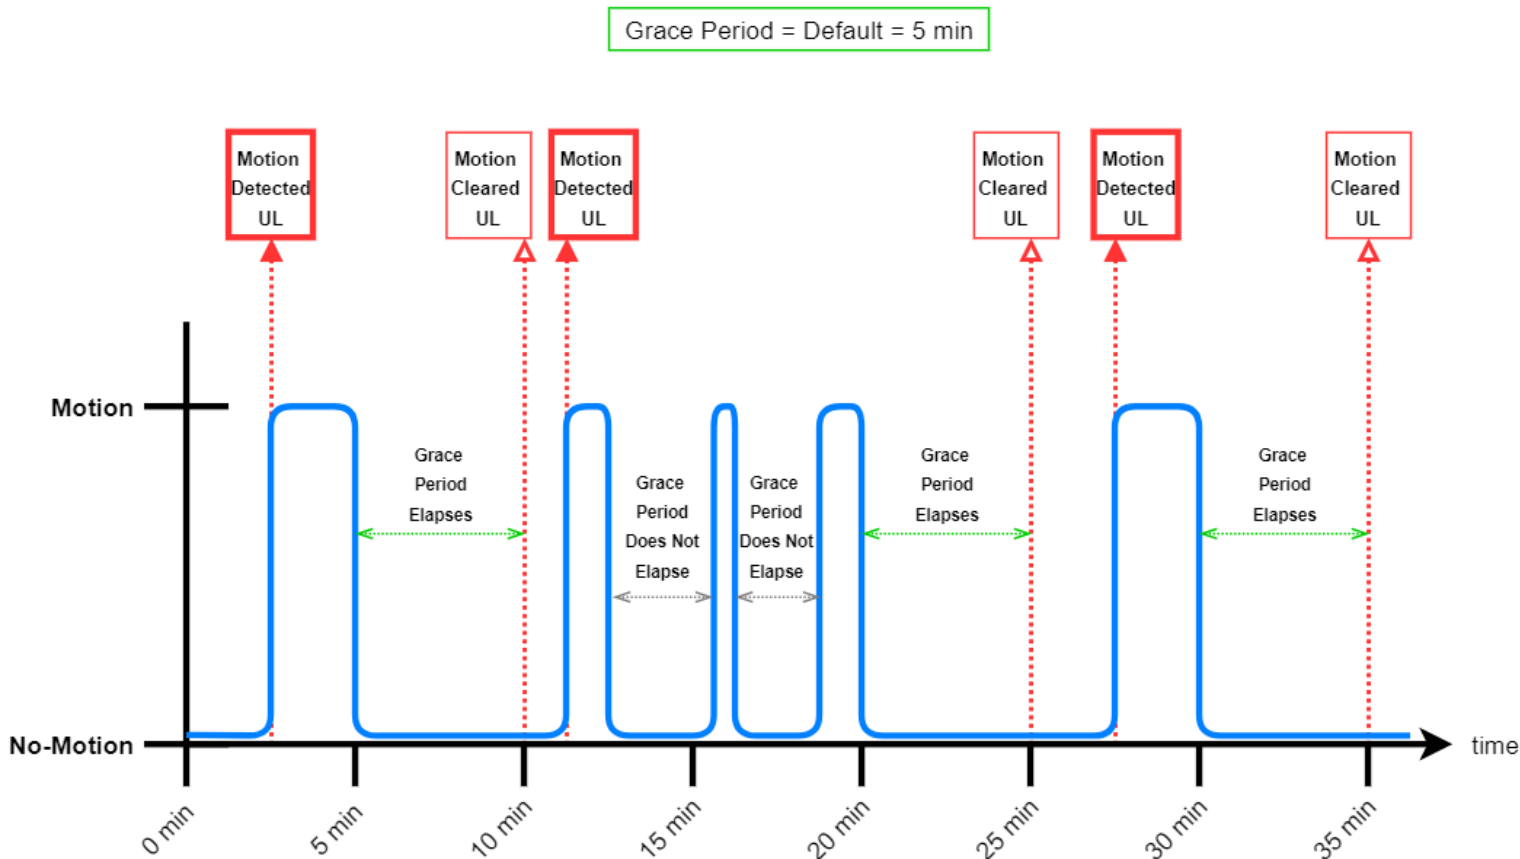 Grace Period = Default = 5 min
Motion
Detected
UL
Motion
Cleared
UL
Motion
Detected
UL
Motion
Cleared
UL
Motion
Detected
UL
Motion
Cleared
UL
Motion
Grace
Period
Elapses
Grace
Period
Does Not
Elapse
Grace
Period
Does Not
Elapse
Grace
Period
Elapses
Grace
Period
Elapses
No-Motion
time
0 min
5 min
10 min
15 min
20 min
25 min
30 min
35 min